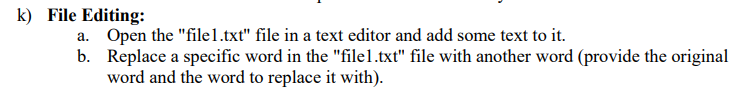 k) File Editing:
a. Open the "file1.txt" file in a text editor and add some text to it.
b. Replace a specific word in the "file1.txt" file with another word (provide the original
word and the word to replace it with).